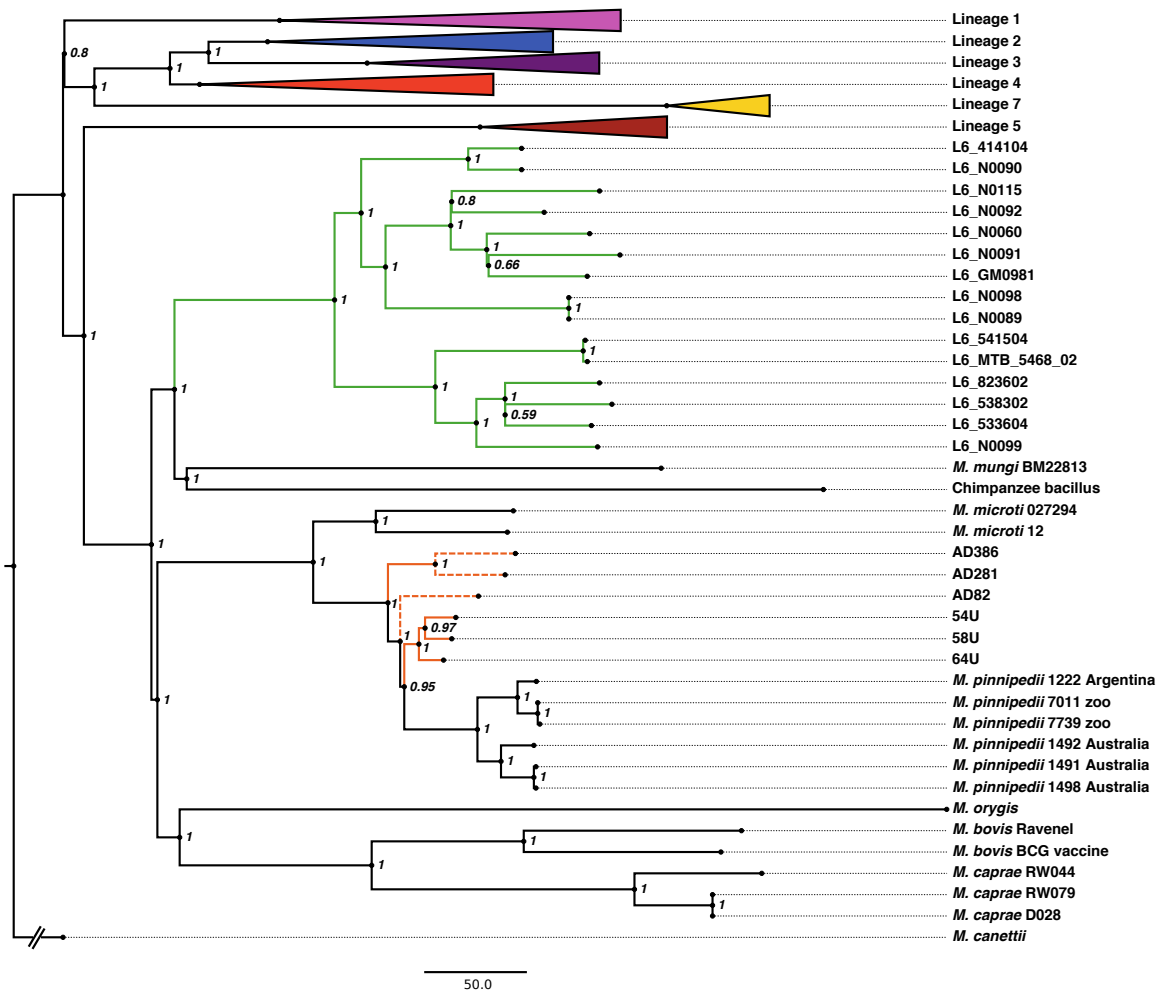 Lineage 1
0.8
Lineage 2
1
Lineage 3
1
1
Lineage 4
Lineage 7
Lineage 5
L6_414104
1
L6_N0090
L6_N0115
0.8
L6_N0092
1
1
L6_N0060
1
L6_N0091
0.66
1
L6_GM0981
L6_N0098
1
1
L6_N0089
1
L6_541504
1
L6_MTB_5468_02
1
1
L6_823602
1
L6_538302
0.59
1
L6_533604
L6_N0099
M. mungi BM22813
1
Chimpanzee bacillus
M. microti 027294
1
M. microti 12
1
AD386
1
1
AD281
AD82
1
54U
0.97
1
58U
1
64U
M. pinnipedii 1222 Argentina
0.95
1
1
M. pinnipedii 7011 zoo
1
M. pinnipedii 7739 zoo
1
M. pinnipedii 1492 Australia
1
M. pinnipedii 1491 Australia
1
M. pinnipedii 1498 Australia
M. orygis
M. bovis Ravenel
1
1
M. bovis BCG vaccine
1
M. caprae RW044
1
M. caprae RW079
1
M. caprae D028
M. canettii
50.0